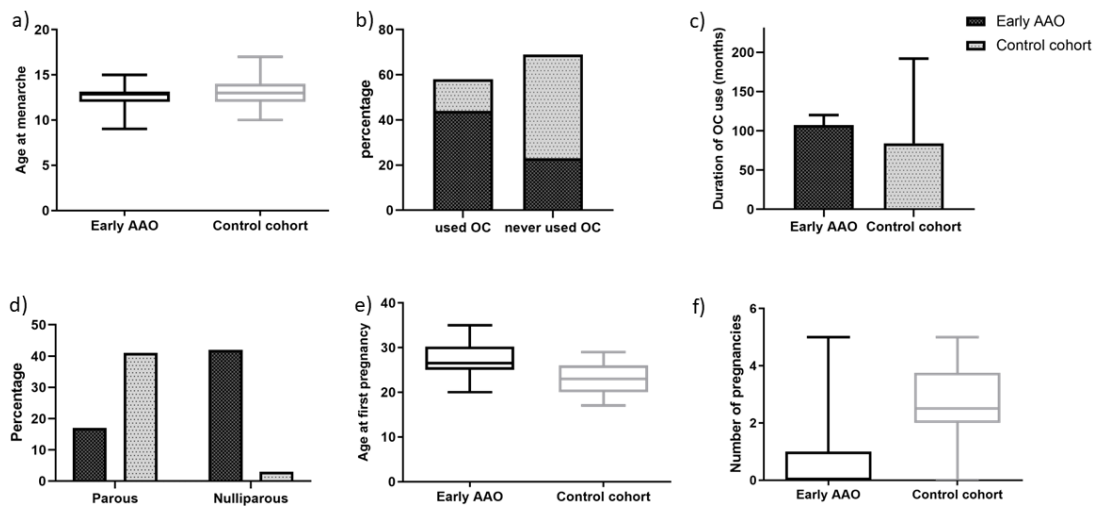 a)
Age at menarche
20
15
10
5
0
Early AAO
Control cohort
b)
percentage
80
60
40
20
0
used OC
never used OC
c)
Duration of OC use (months)
200
150
100
50
0
Early AAO
Control cohort
Early AAO
Control cohort
d)
Percentage
50
40
30
20
10
0
Parous
Nulliparous
e)
Age at first pregnancy
40
30
20
10
0
Early AAO
Control cohort
f)
Number of pregnancies
6
4
2
0
Early AAO
Control cohort